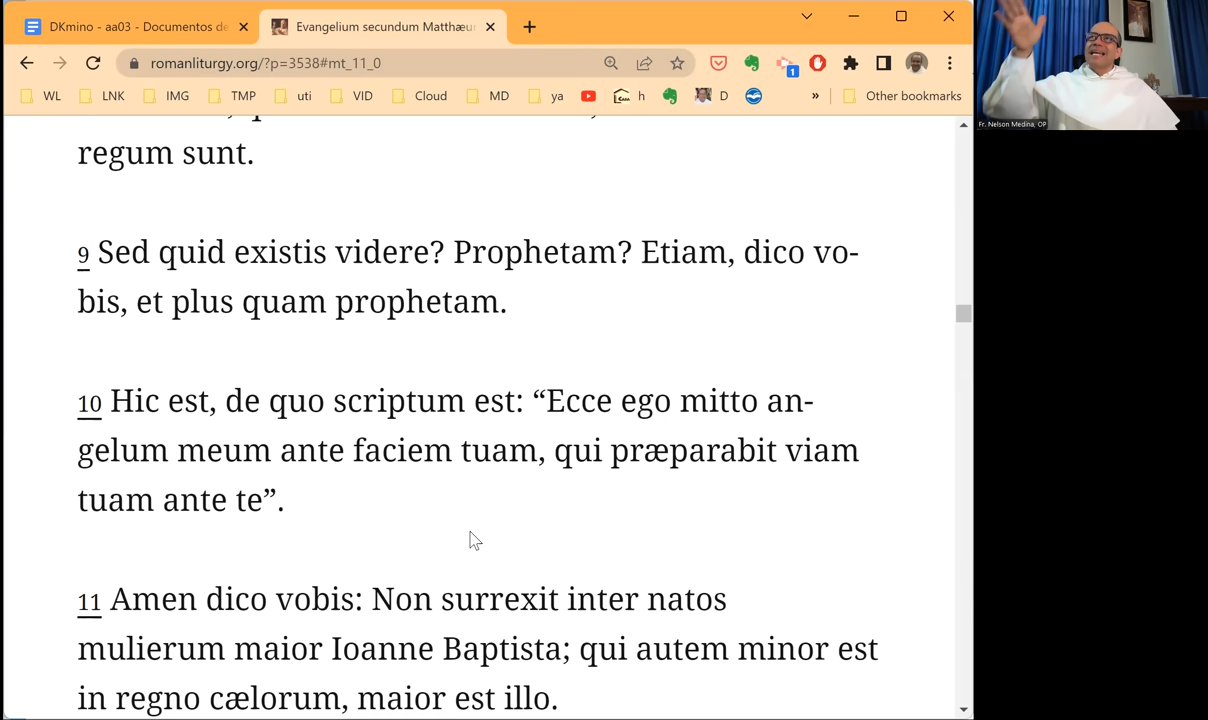 DKmino - aa03 - Documentos de
Evangelium secundum Matthæu
romanliturgy.org/?p=3538#mt_11_0
1
WL LNK IMG TMP uti VID Cloud MD ya h D » Other bookmarks
regum sunt.
9 Sed quid existis videre? Prophetam? Etiam, dico vo-
bis, et plus quam prophetam.
10 Hic est, de quo scriptum est: “Ecce ego mitto an-
gelum meum ante faciem tuam, qui præparabit viam
tuam ante te”.
11 Amen dico vobis: Non surrexit inter natos
mulierum maior Ioanne Baptista; qui autem minor est
in regno cælorum, maior est illo.
Fr. Nelson Medina, OP